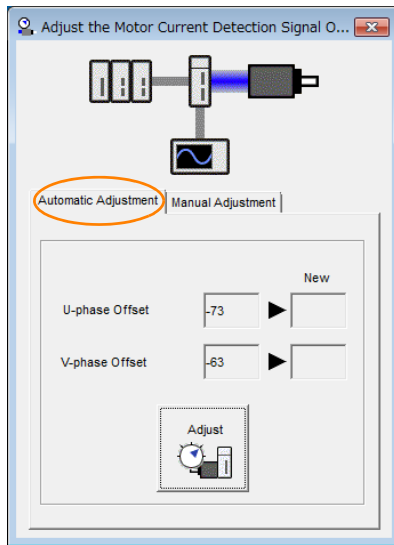 Adjust the Motor Current Detection Signal O...
Automatic Adjustment
Manual Adjustment
New
U-phase Offset
-73
V-phase Offset
-63
Adjust